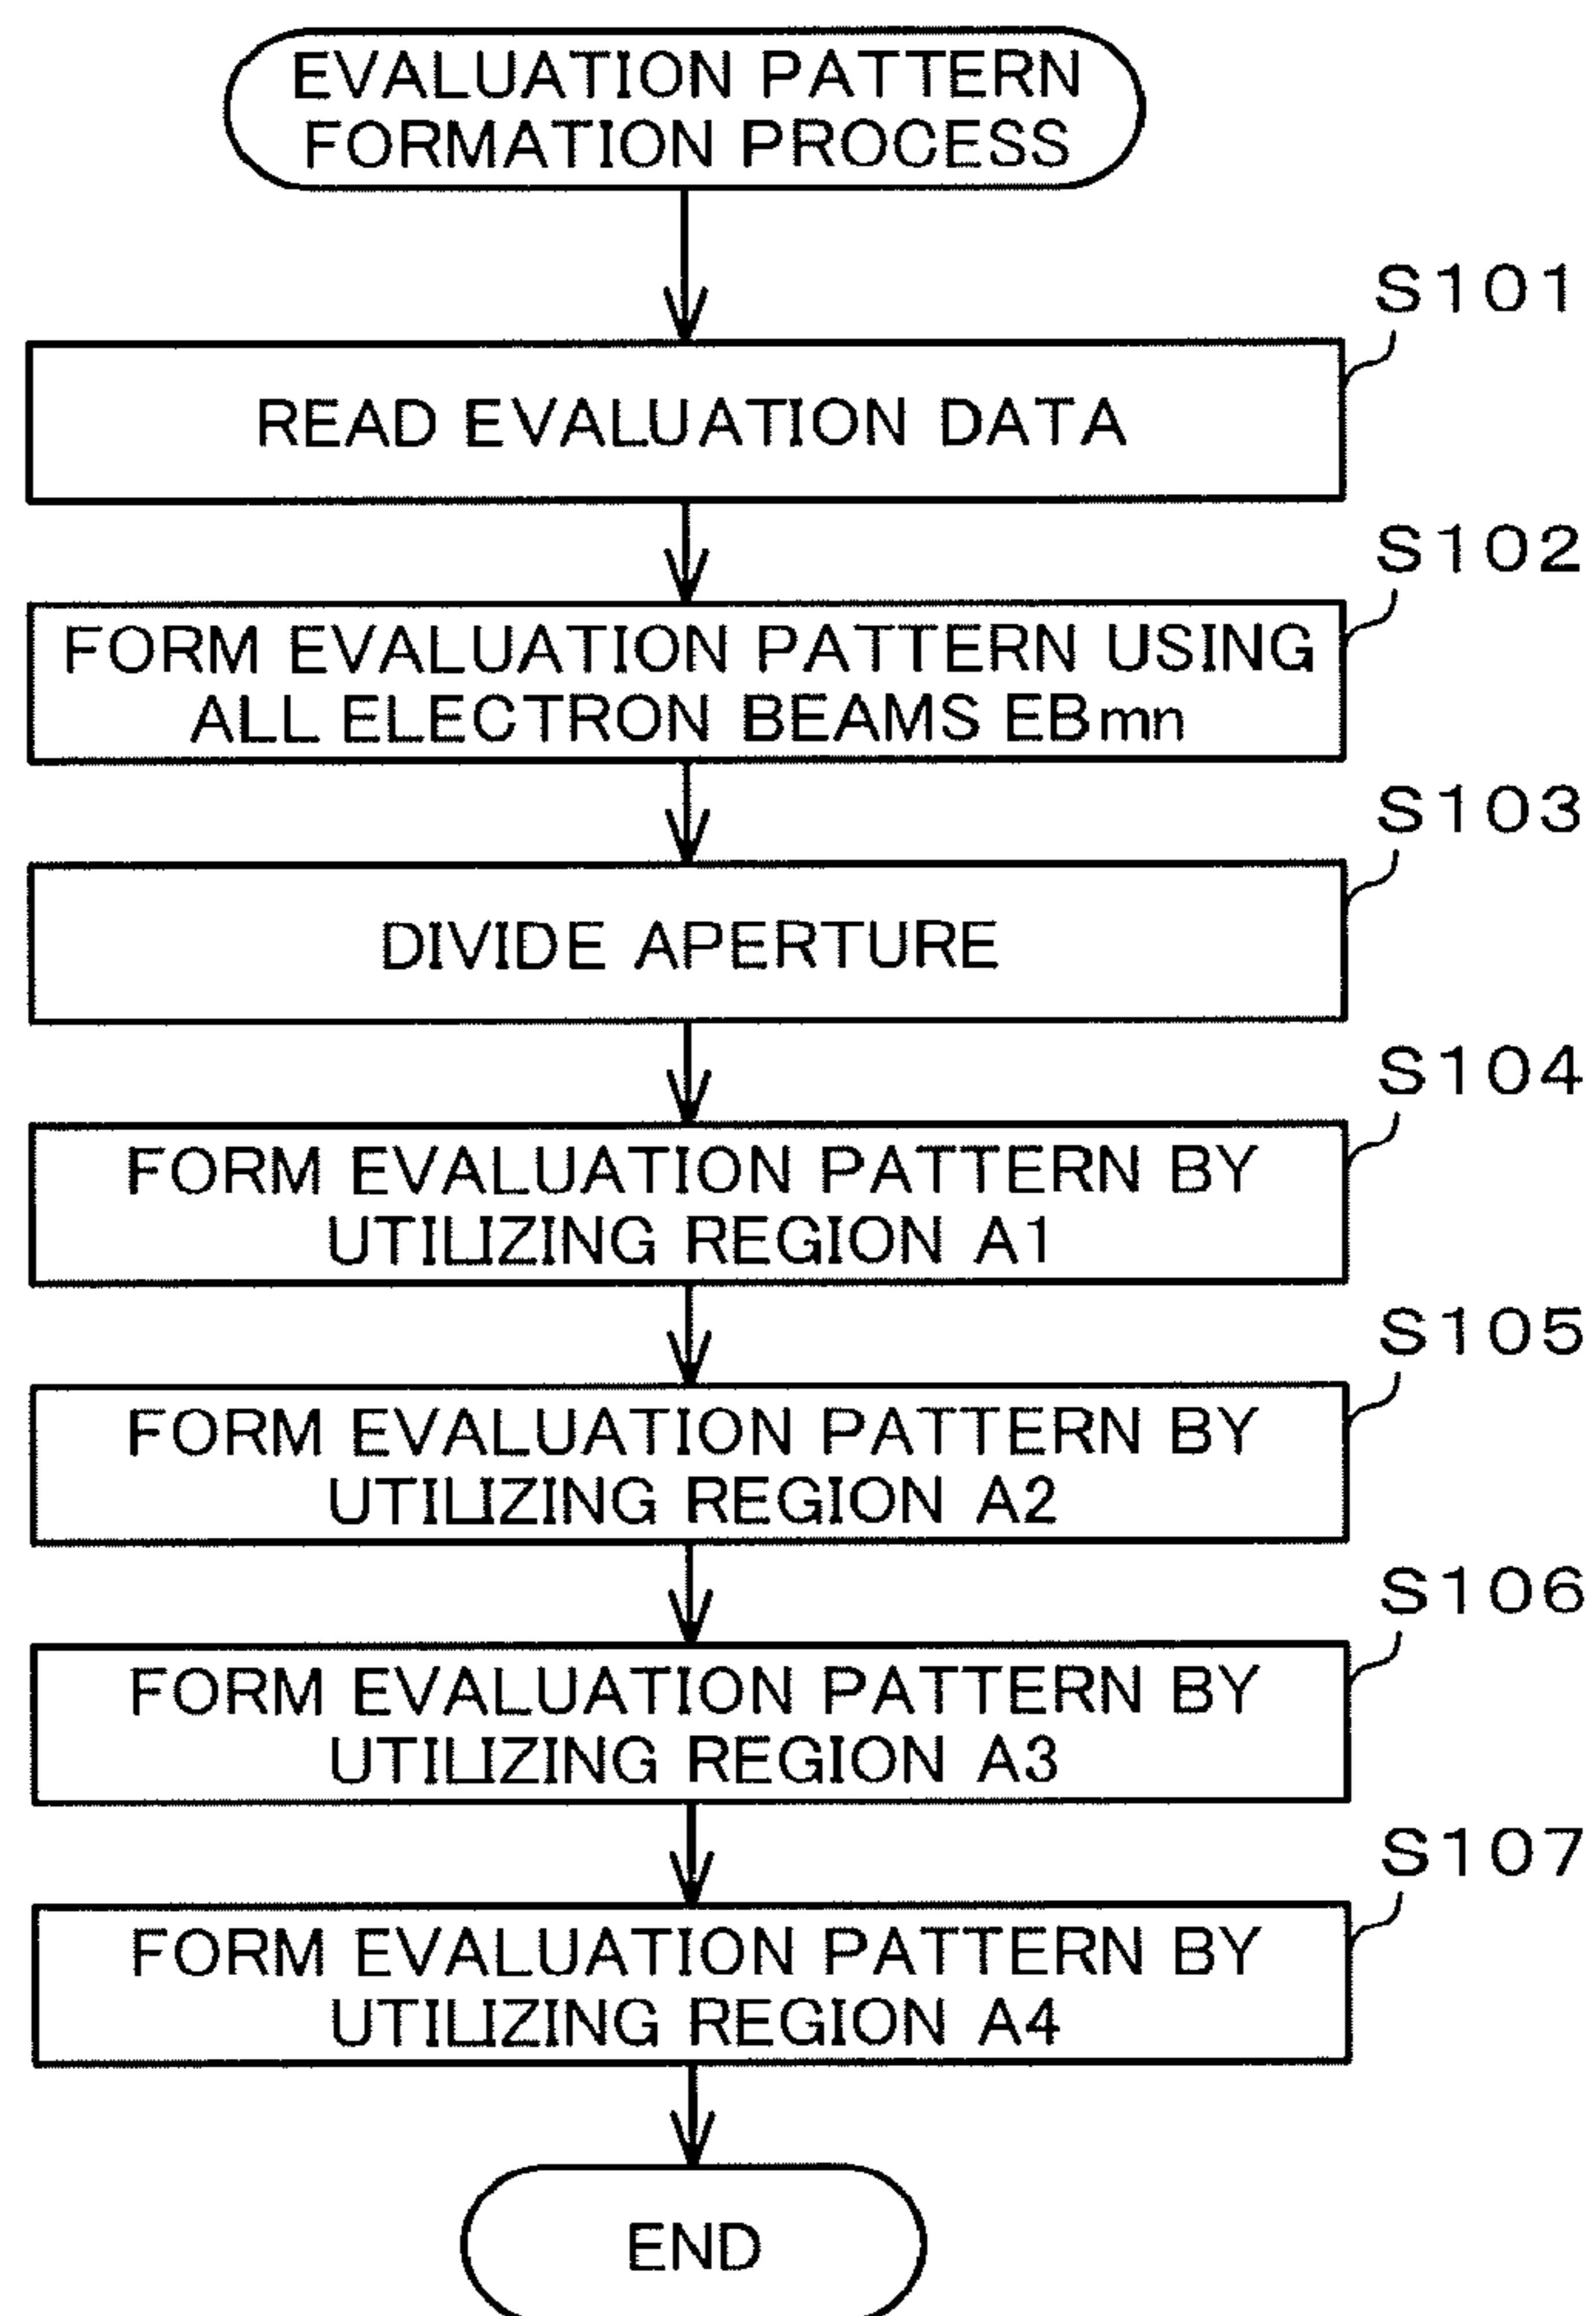 EVALUATION PATTERN
FORMATION PROCESS
S101
READ EVALUATION DATA
S102
FORM EVALUATION PATTERN USING
ALL ELECTRON BEAMS EBmn
S103
DIVIDE APERTURE
S104
FORM EVALUATION PATTERN BY
UTILIZING REGION A1
S105
FORM EVALUATION PATTERN BY
UTILIZING REGION A2
S106
FORM EVALUATION PATTERN BY
UTILIZING REGION A3
S107
FORM EVALUATION PATTERN BY
UTILIZING REGION A4
END